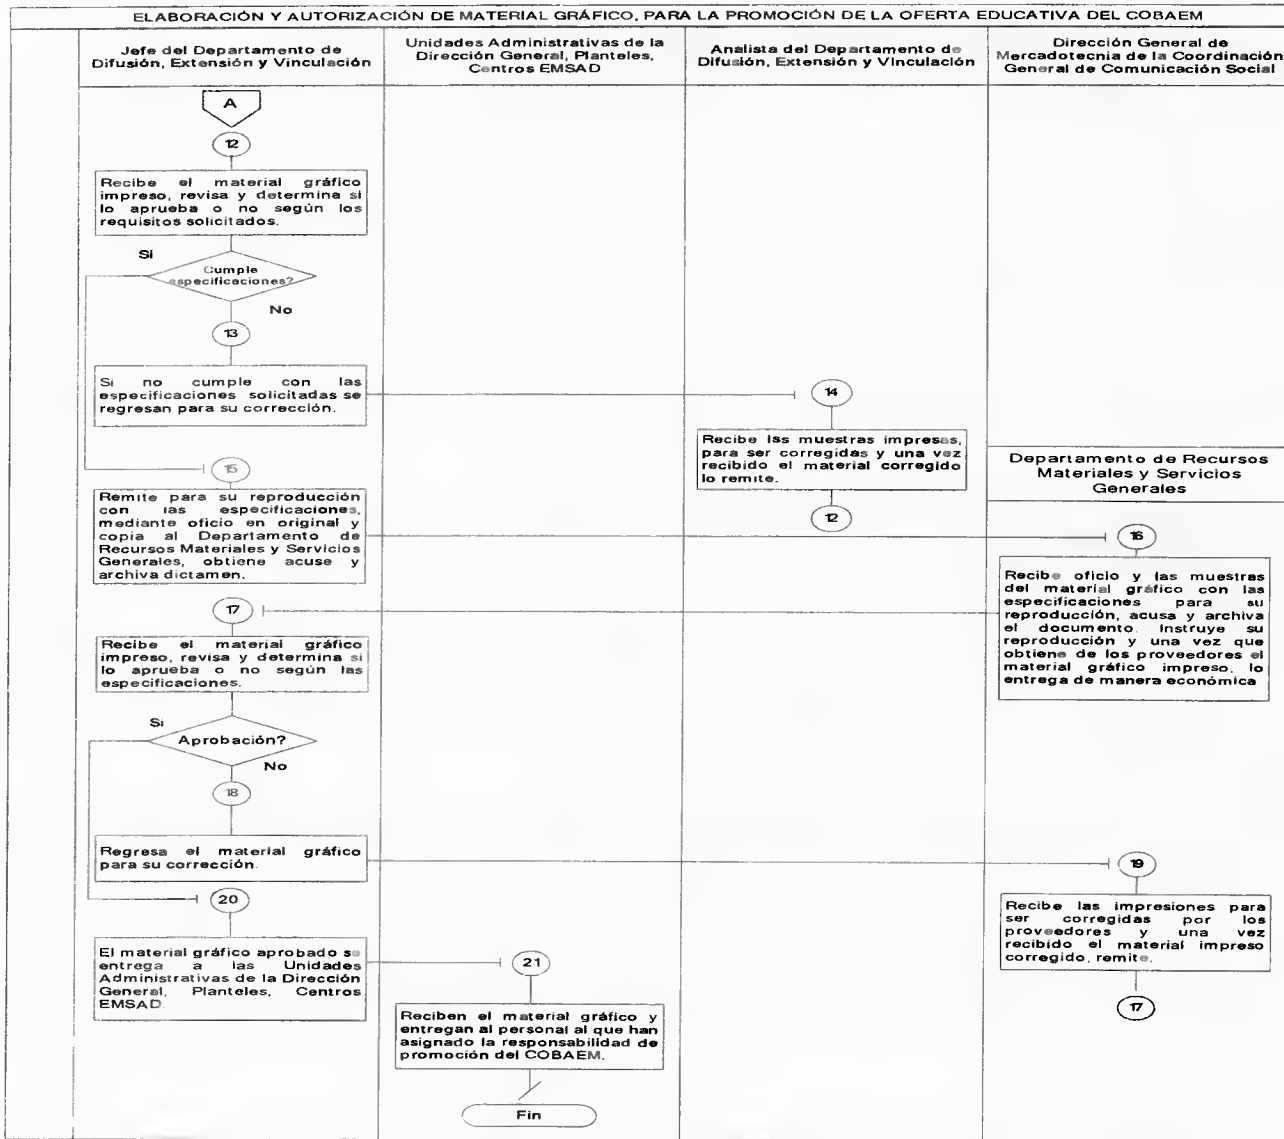 ELABORACIÓN Y AUTORIZACIÓN DE MATERIAL GRÁFICO, PARA LA PROMOCIÓN DE LA OFERTA EDUCATIVA DEL COBAEM
Jefe del Departamento de
Difusión, Extensión y Vinculación
Unidades Administrativas de la
Dirección General, Planteles,
Centros EMSAD
Analista del Departamento de
Difusión, Extensión y Vinculación
Dirección General de
Mercadotecnia de la Coordinación
General de Comunicación Social
A
12
Recibe el material gráfico
impreso, revisa y determina si
lo aprueba o no según los
requisitos solicitados.
Si
Cumple
especificaciones?
No
13
Si no cumple con las
especificaciones solicitadas se
regresan para su corrección.
14
Recibe las muestras impresas,
para ser corregidas y una vez
recibido el material corregido
lo remite.
12
Departamento de Recursos
Materiales y Servicios
Generales
15
Remite para su reproducción
con las especificaciones,
mediante oficio en original y
copia al Departamento de
Recursos Materiales y Servicios
Generales, obtiene acuse y
archiva dictamen.
16
Recibe oficio y las muestras
del material gráfico con las
especificaciones para su
reproducción, acusa y archiva
el documento. Instruye su
reproducción y una vez que
obtiene de los proveedores el
material gráfico impreso, lo
entrega de manera económica
17
Recibe el material gráfico
impreso, revisa y determina si
lo aprueba o no según las
especificaciones.
Si
Aprobación?
No
18
Regresa el material gráfico
para su corrección.
19
Recibe las impresiones para
ser corregidas por los
proveedores y una vez
recibido el material impreso
corregido, remite.
17
20
El material gráfico aprobado se
entrega a las Unidades
Administrativas de la Dirección
General, Planteles, Centros
EMSAD.
21
Reciben el material gráfico y
entregan al personal al que han
asignado la responsabilidad de
promoción del COBAEM.
Fin